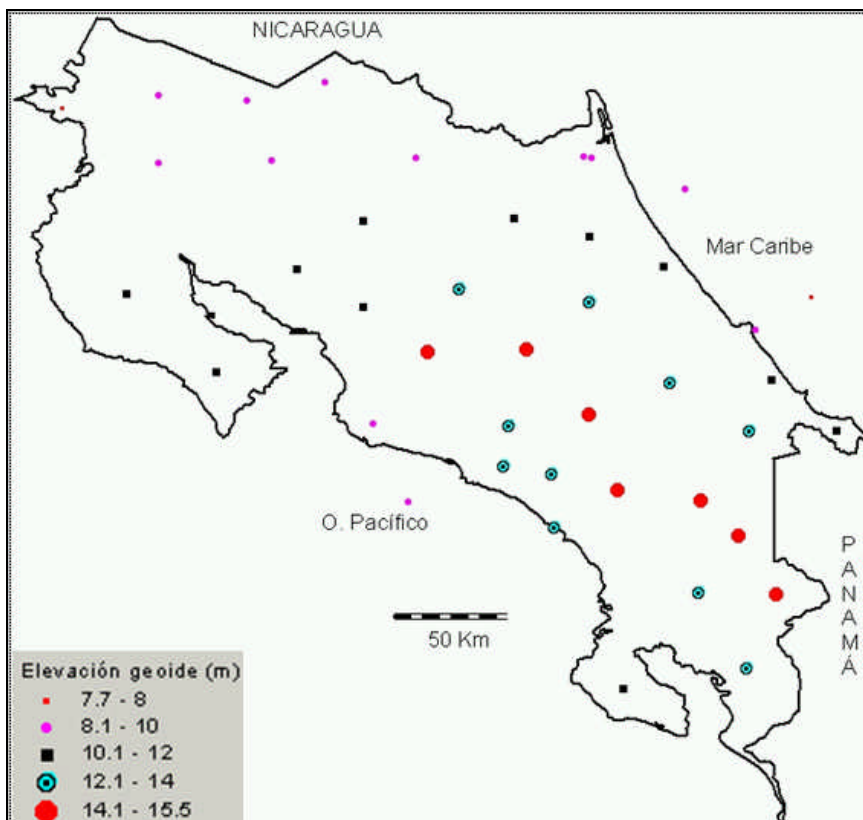 NICARAGUA
Mar Caribe
O. Pacífico
PANAMÁ
50 Km
Elevación geoide (m)
7.7 - 8
8.1 - 10
10.1 - 12
12.1 - 14
14.1 - 15.5